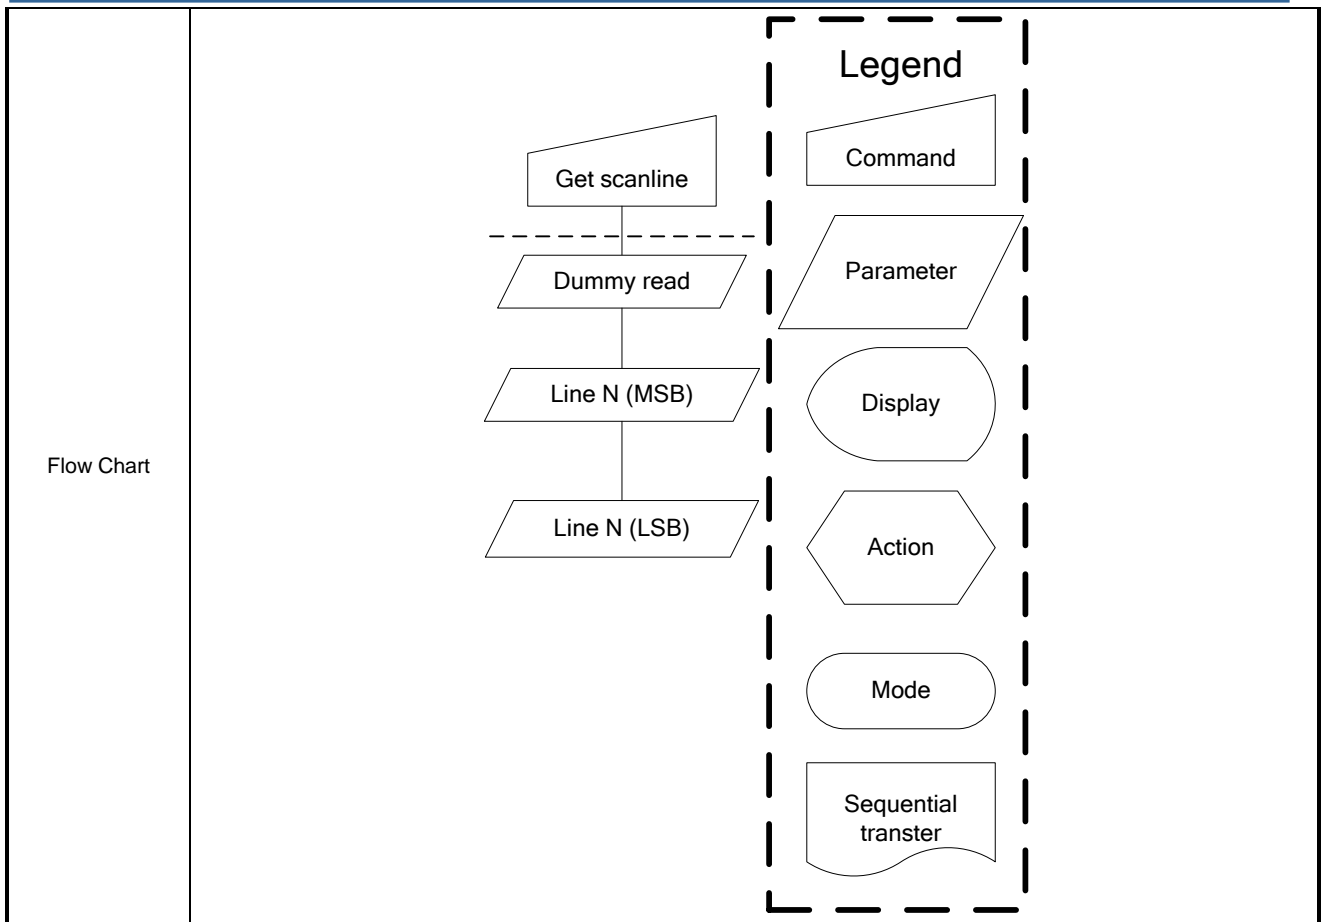 Flow Chart
Get scanline
Dummy read
Line N (MSB)
Line N (LSB)
Legend
Command
Parameter
Display
Action
Mode
Sequential
transter